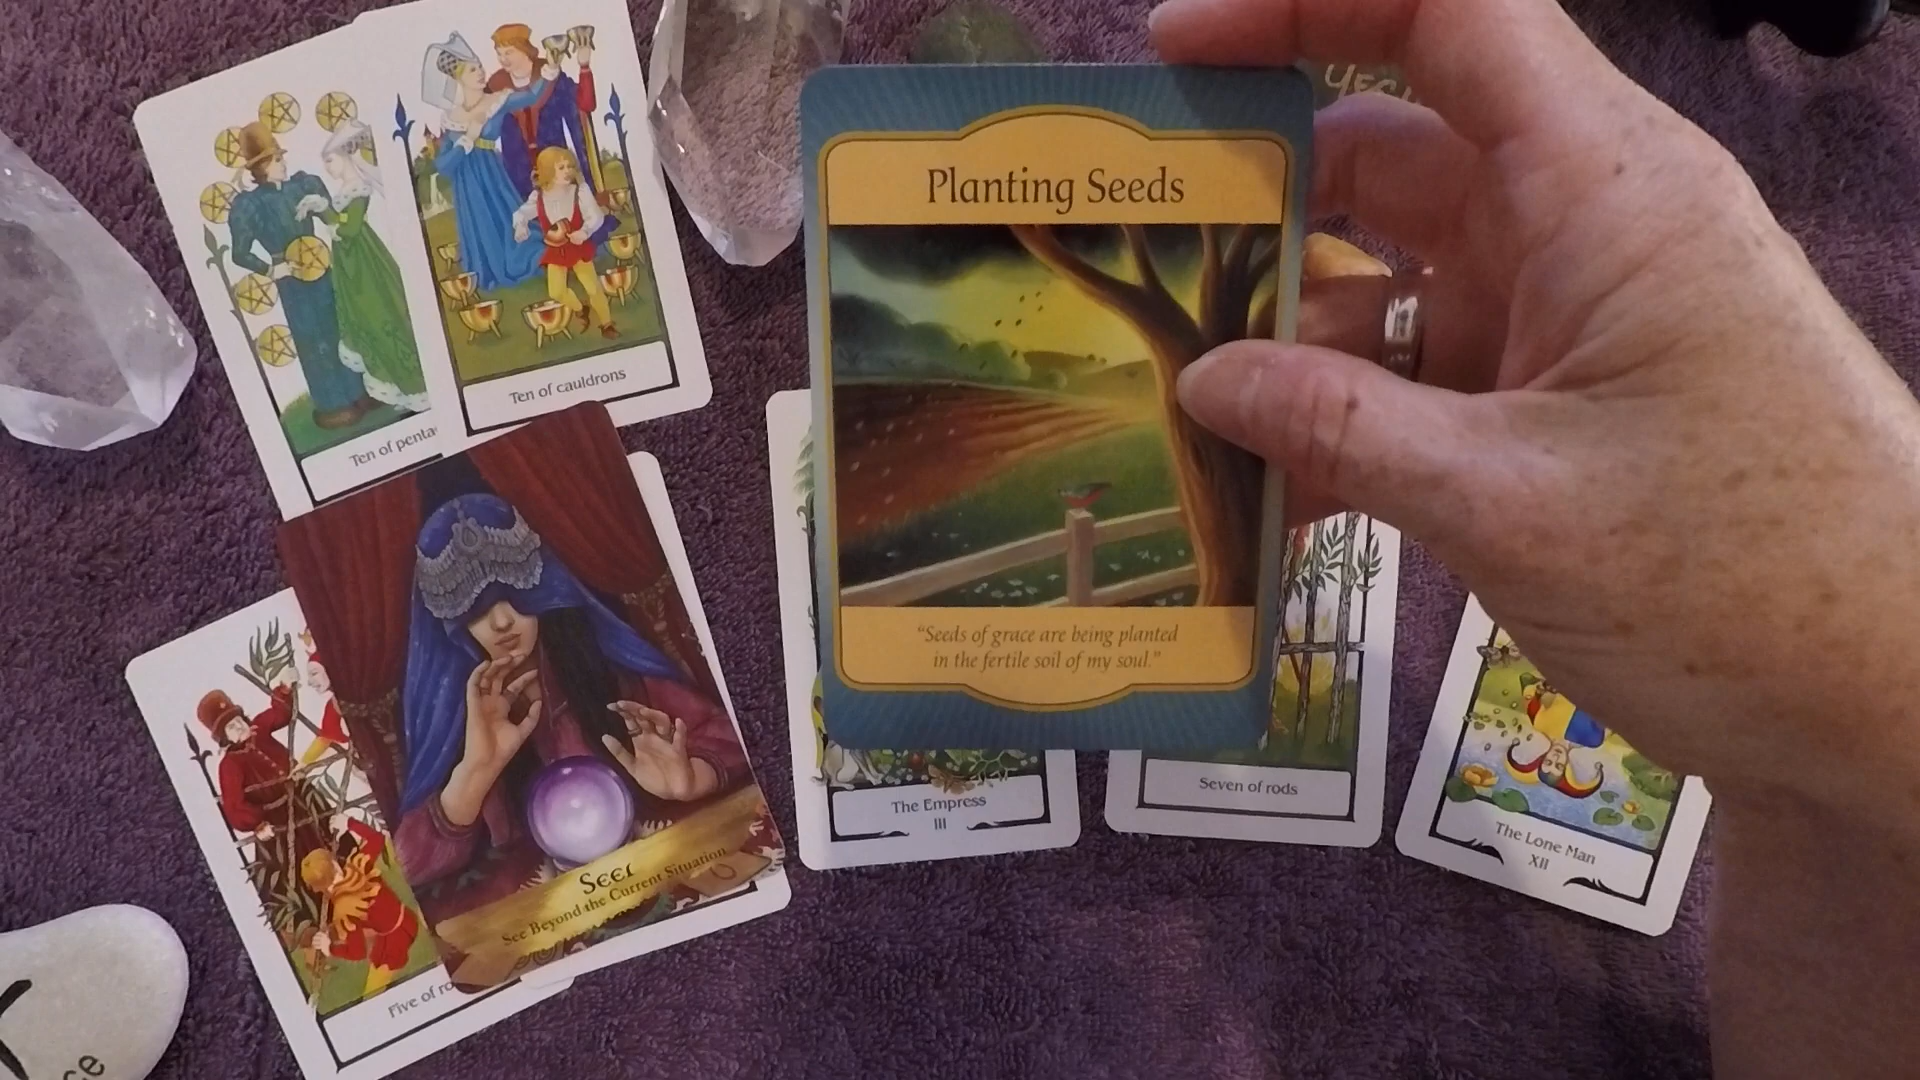 Planting Seeds
"Seeds of grace are being planted
in the fertile soil of my soul."
Ten of cauldrons
Ten of
Seer
See Beyond the Current Situation
Five of
The Empress
III
Seven of rods
The Lone Man
XII